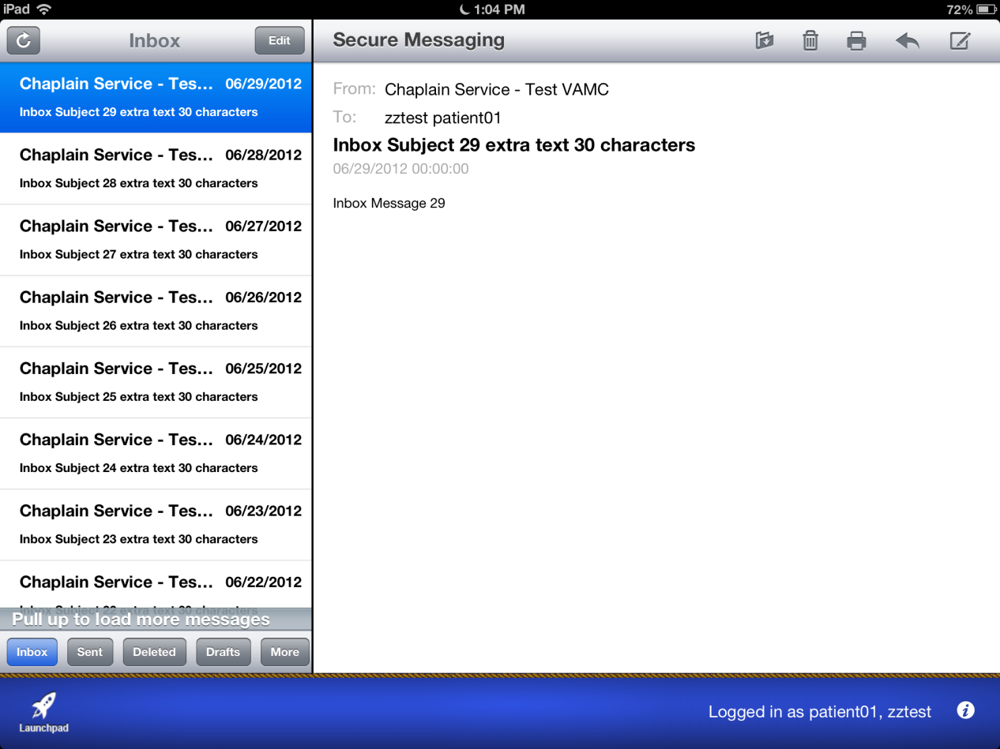 iPad 1:04 PM 72%
Inbox Edit
Chaplain Service - Tes... 06/29/2012
Inbox Subject 29 extra text 30 characters
Chaplain Service - Tes... 06/28/2012
Inbox Subject 28 extra text 30 characters
Chaplain Service - Tes... 06/27/2012
Inbox Subject 27 extra text 30 characters
Chaplain Service - Tes... 06/26/2012
Inbox Subject 26 extra text 30 characters
Chaplain Service - Tes... 06/25/2012
Inbox Subject 25 extra text 30 characters
Chaplain Service - Tes... 06/24/2012
Inbox Subject 24 extra text 30 characters
Chaplain Service - Tes... 06/23/2012
Inbox Subject 23 extra text 30 characters
Chaplain Service - Tes... 06/22/2012
Inbox Subject 22 extra text 30 characters
Pull up to load more messages
Inbox Sent Deleted Drafts More
Secure Messaging
From: Chaplain Service - Test VAMC
To: zztest patient01
Inbox Subject 29 extra text 30 characters
06/29/2012 00:00:00
Inbox Message 29
Launchpad
Logged in as patient01, zztest